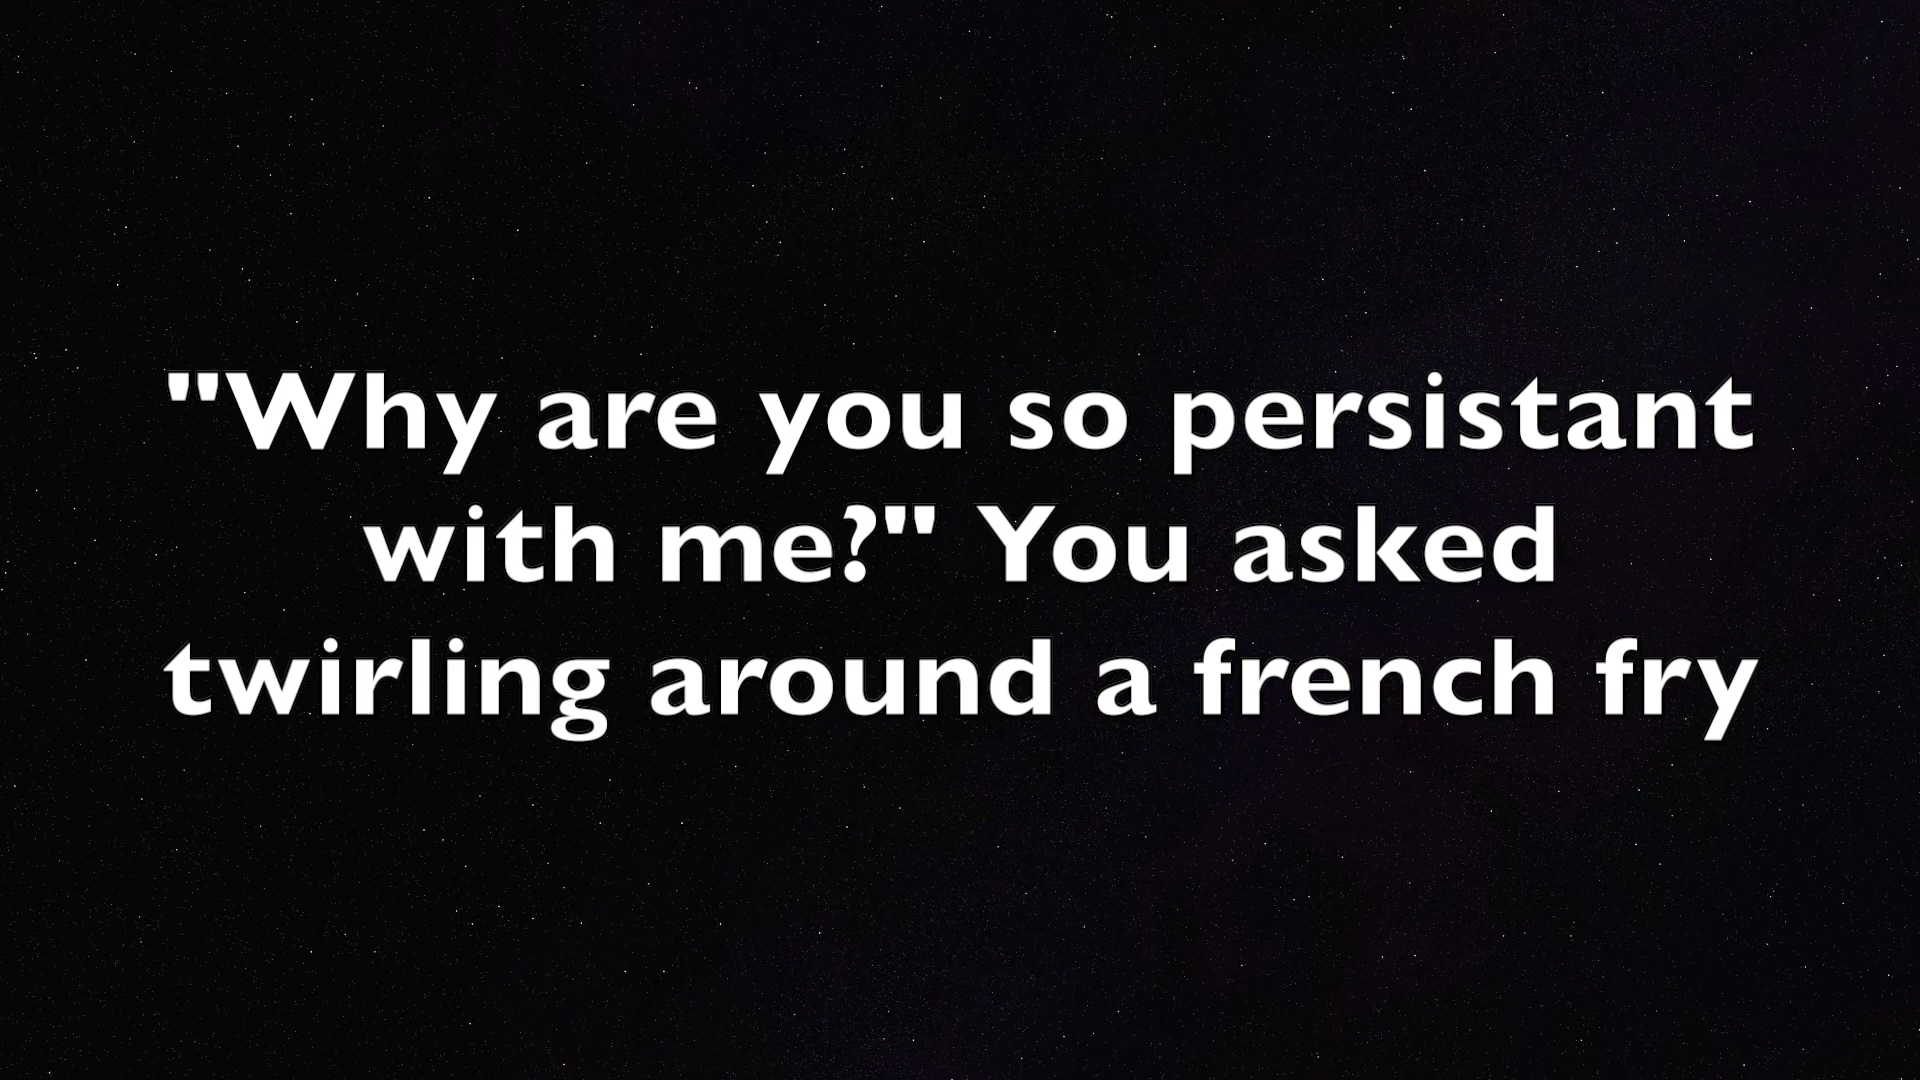 "Why are you so persistant
with me?" You asked
twirling around a french fry